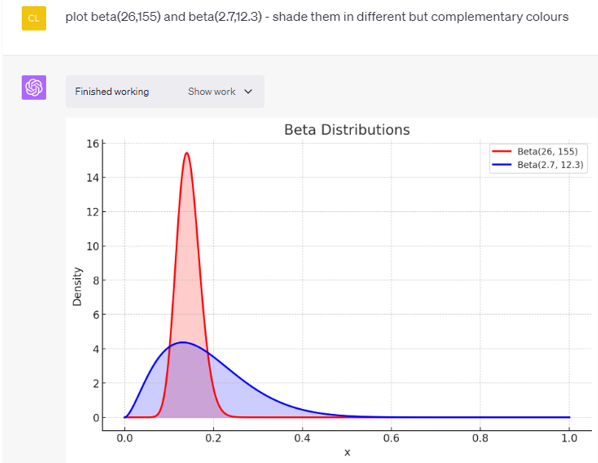 CL
plot beta(26,155) and beta(2.7,12.3) - shade them in different but complementary colours
Finished working Show work
Beta Distributions
Beta(26, 155)
Beta(2.7, 12.3)
16
14
12
10
8
6
4
2
0
Density
0.0 0.2 0.4 0.6 0.8 1.0
x